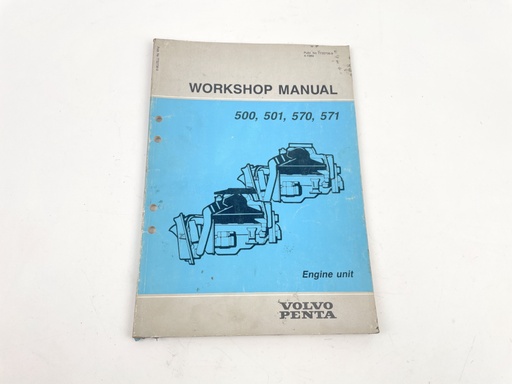 WORKSHOP MANUAL
500, 501, 570, 571
Engine unit
VOLVO
PENTA